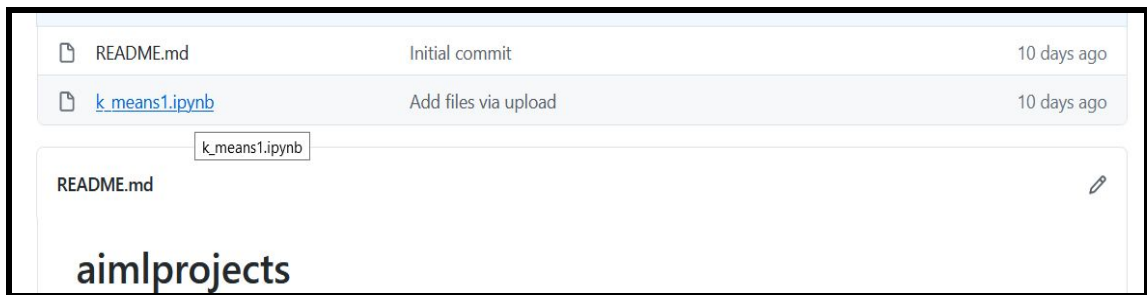 README.md Initial commit 10 days ago
k_means1.ipynb Add files via upload 10 days ago
k_means1.ipynb
README.md
aimlprojects